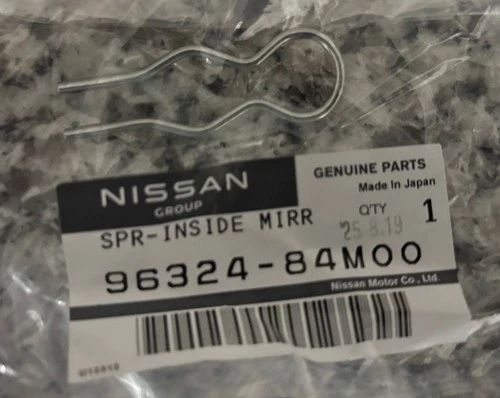 NISSAN
GROUP
GENUINE PARTS
Made In Japan
SPR-INSIDE MIRR
Q'TY 1
'25.8.19
96324-84M00
Nissan Motor Co., Ltd.